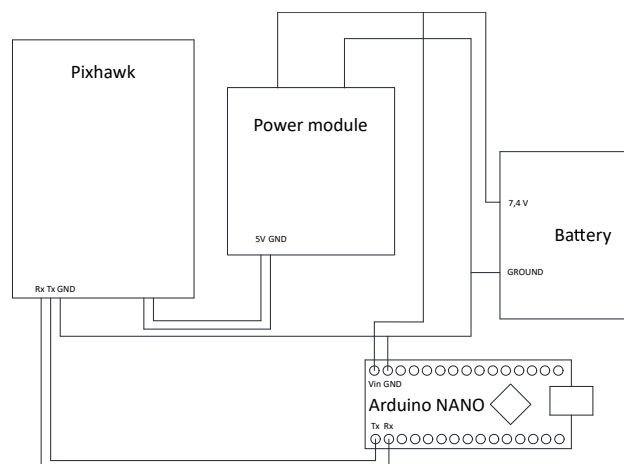 Pixhawk
Power module
7,4 V
Battery
5V GND
GROUND
Rx Tx GND
Vin GND
Arduino NANO
Tx Rx